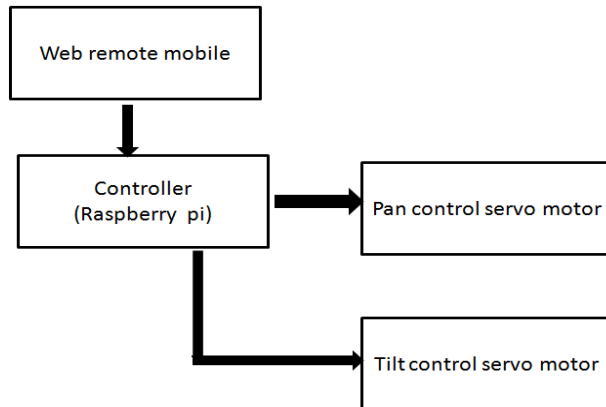 Web remote mobile
Controller
(Raspberry pi)
Pan control servo motor
Tilt control servo motor